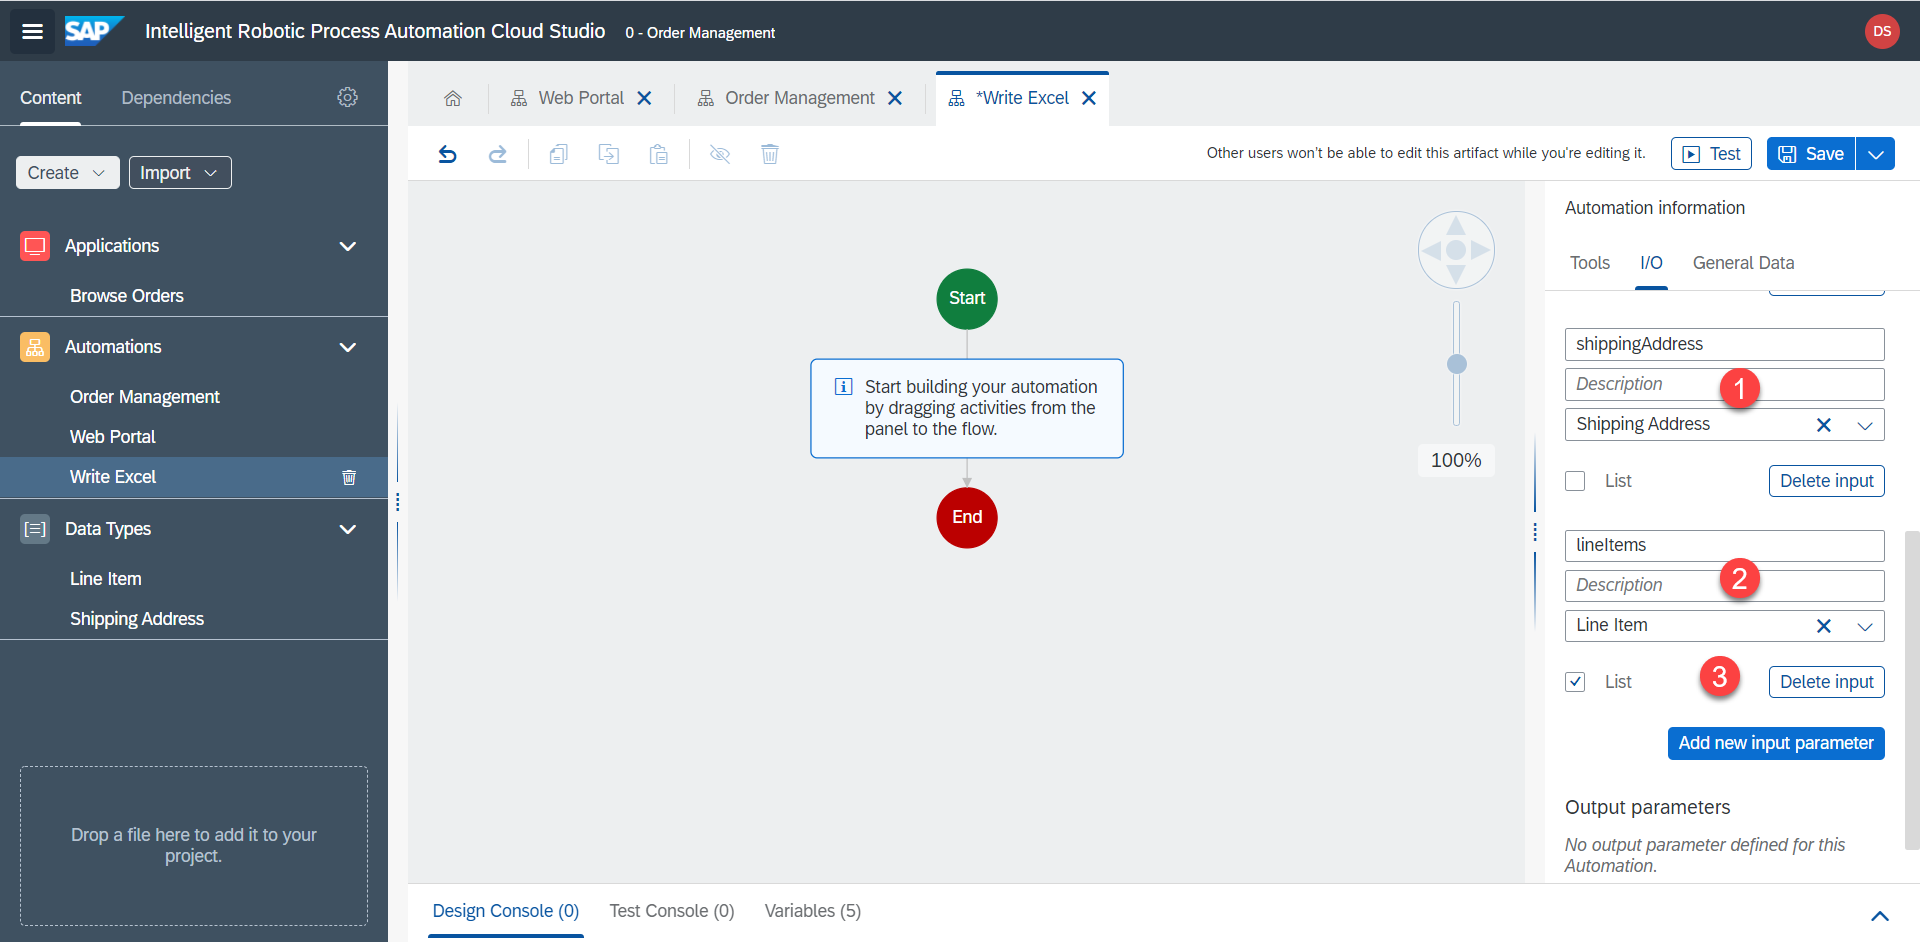 SAP Intelligent Robotic Process Automation Cloud Studio 0 - Order Management DS
Content Dependencies
Create Import
Applications
Browse Orders
Automations
Order Management
Web Portal
Write Excel
Data Types
Line Item
Shipping Address
Drop a file here to add it to your
project.
Web Portal Order Management *Write Excel
Other users won't be able to edit this artifact while you're editing it. Test Save
Start
Start building your automation
by dragging activities from the
panel to the flow.
End
100%
Automation information
Tools I/O General Data
shippingAddress
Description 1
Shipping Address
List Delete input
lineItems
Description 2
Line Item
List 3 Delete input
Add new input parameter
Output parameters
No output parameter defined for this
Automation.
Design Console (0) Test Console (0) Variables (5)